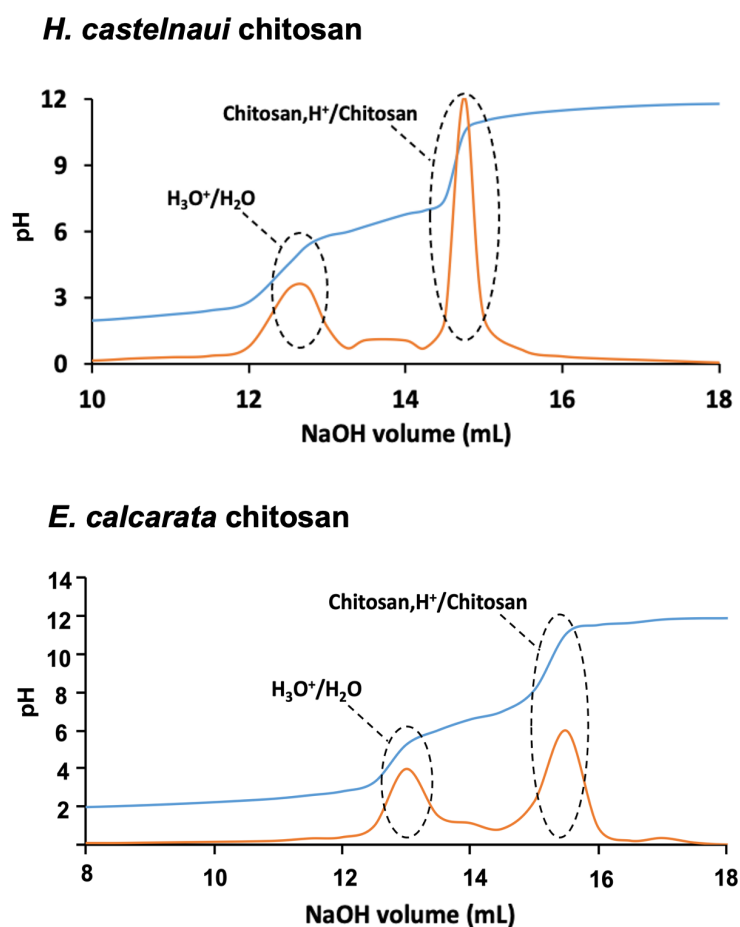 H. castelnaui chitosan
12
Chitosan,H⁺/Chitosan
9
H₃O⁺/H₂O
pH
6
3
0
10 12 14 16 18
NaOH volume (mL)
E. calcarata chitosan
14
Chitosan,H⁺/Chitosan
12
10
H₃O⁺/H₂O
8
pH
6
4
2
8 10 12 14 16 18
NaOH volume (mL)